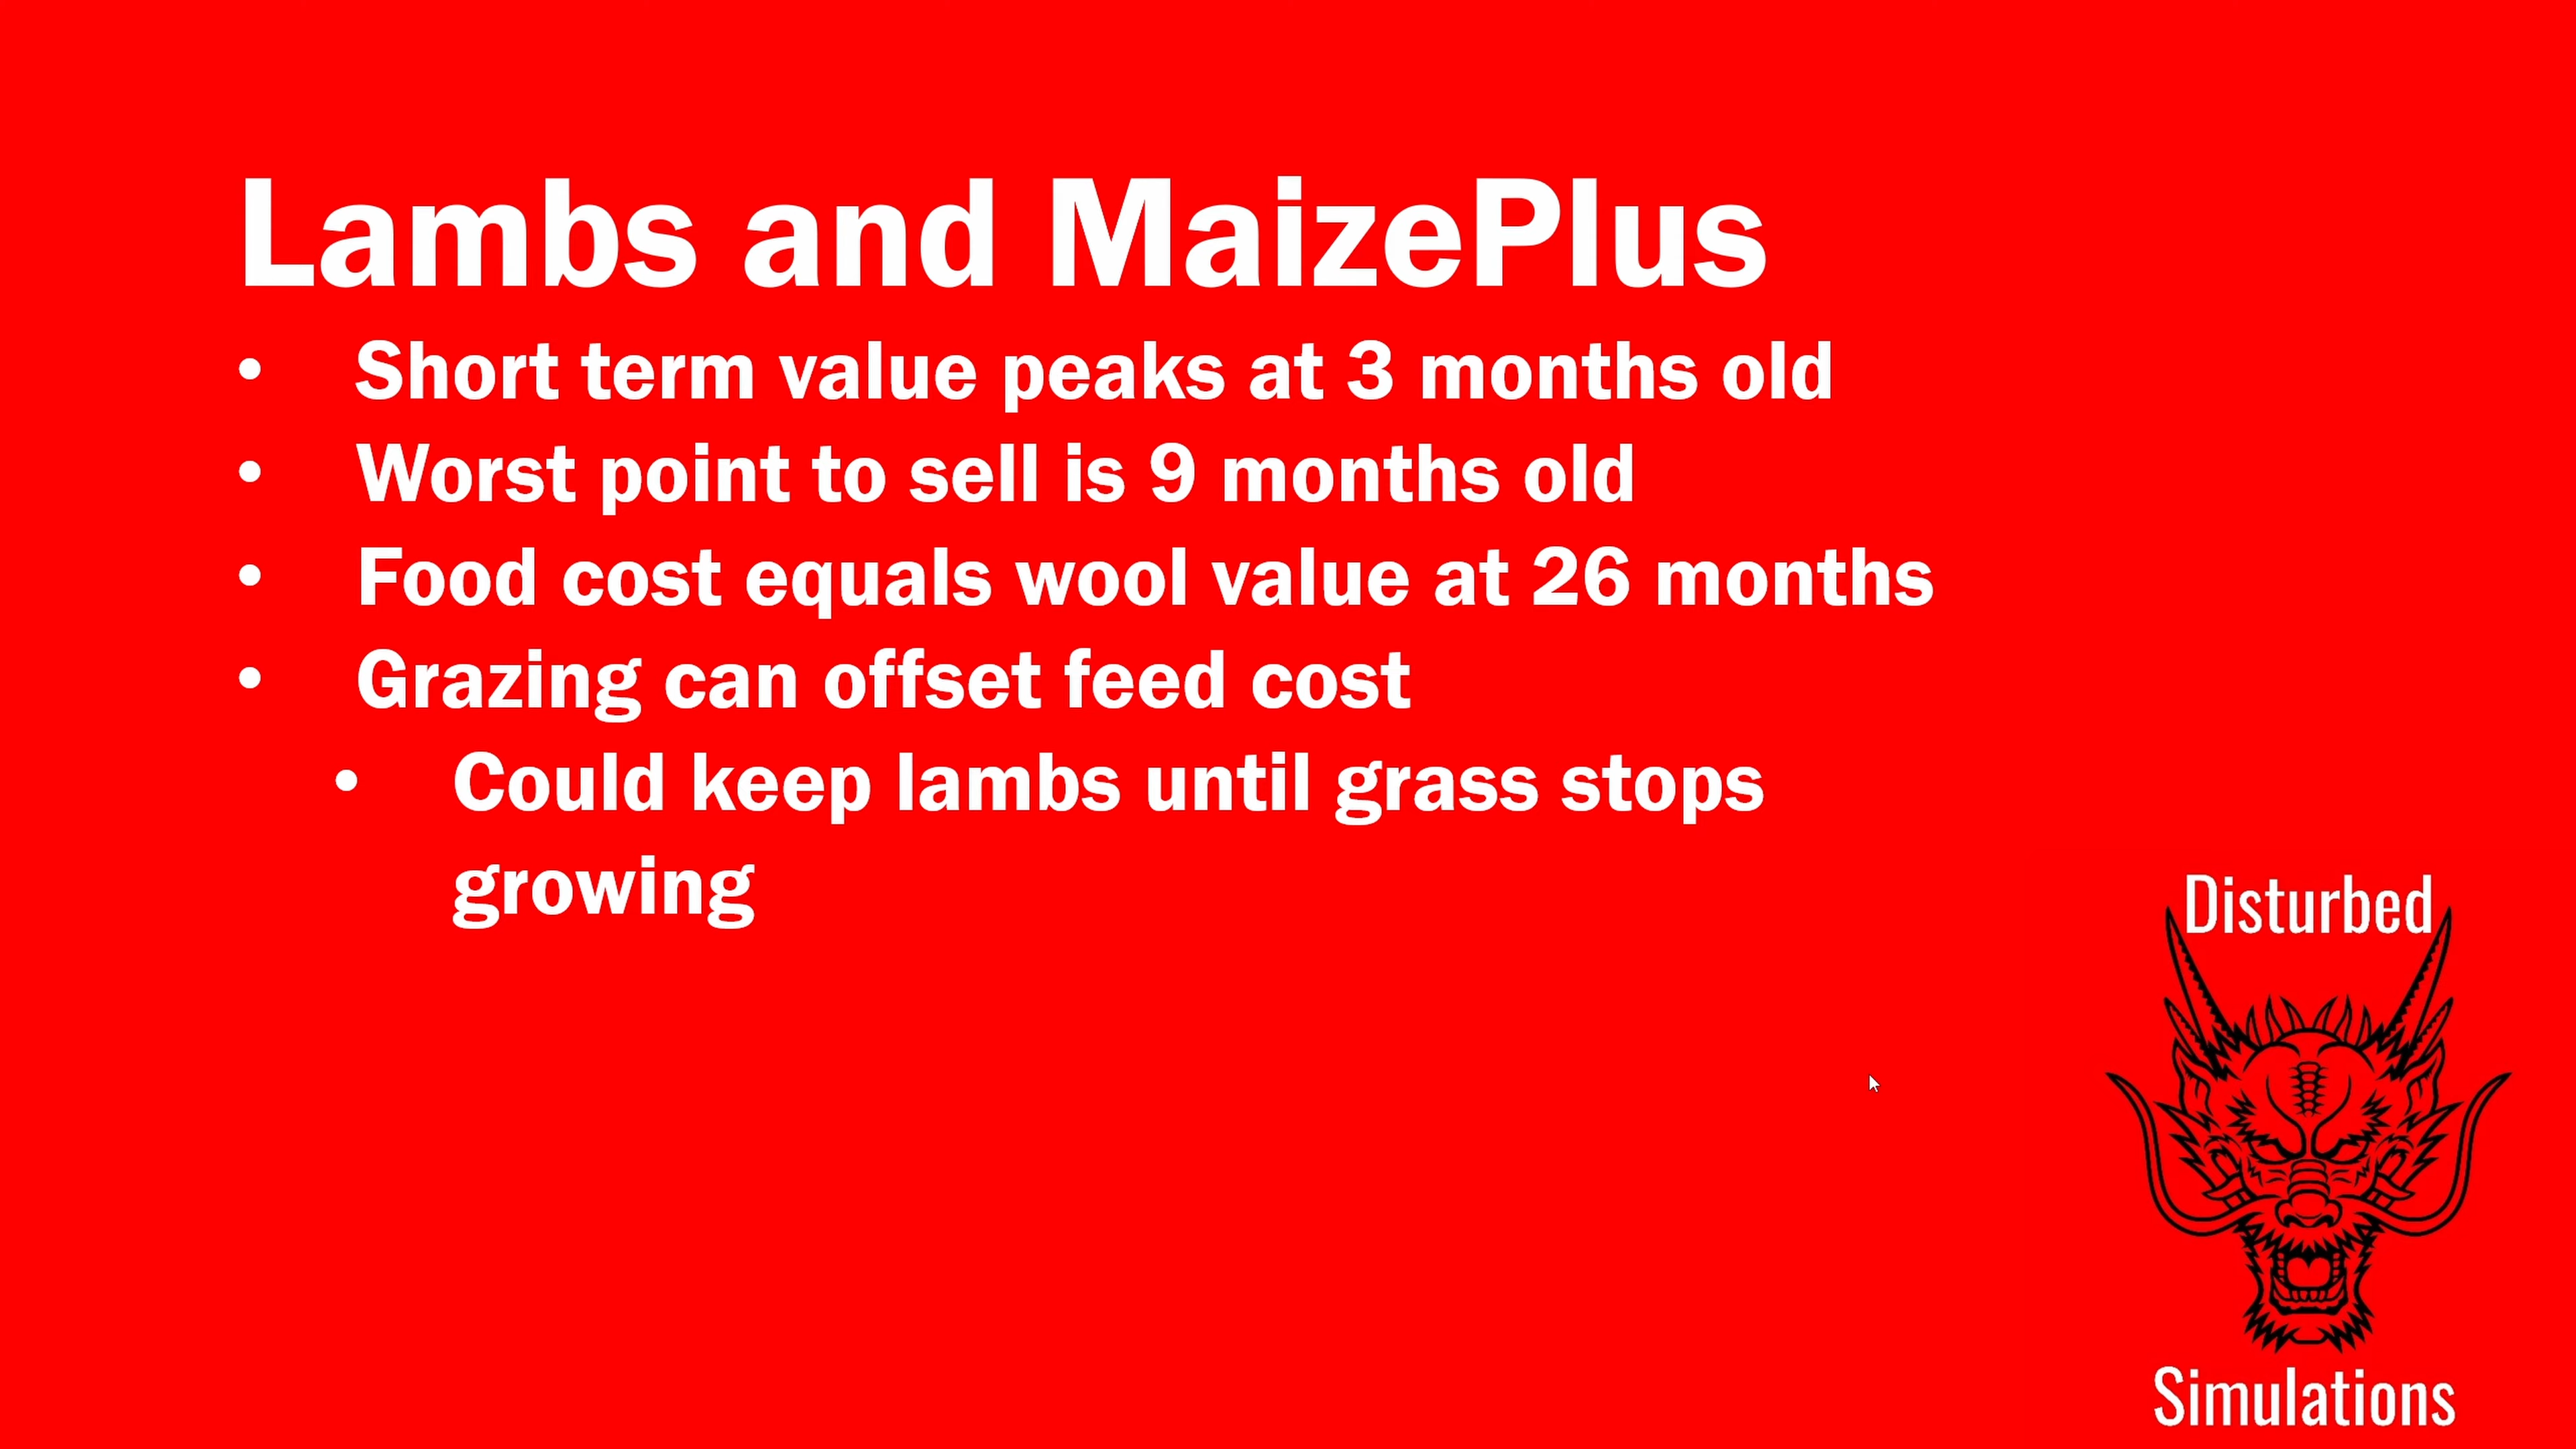 Lambs and MaizePlus
• Short term value peaks at 3 months old
• Worst point to sell is 9 months old
• Food cost equals wool value at 26 months
• Grazing can offset feed cost
• Could keep lambs until grass stops
growing
Disturbed
Simulations